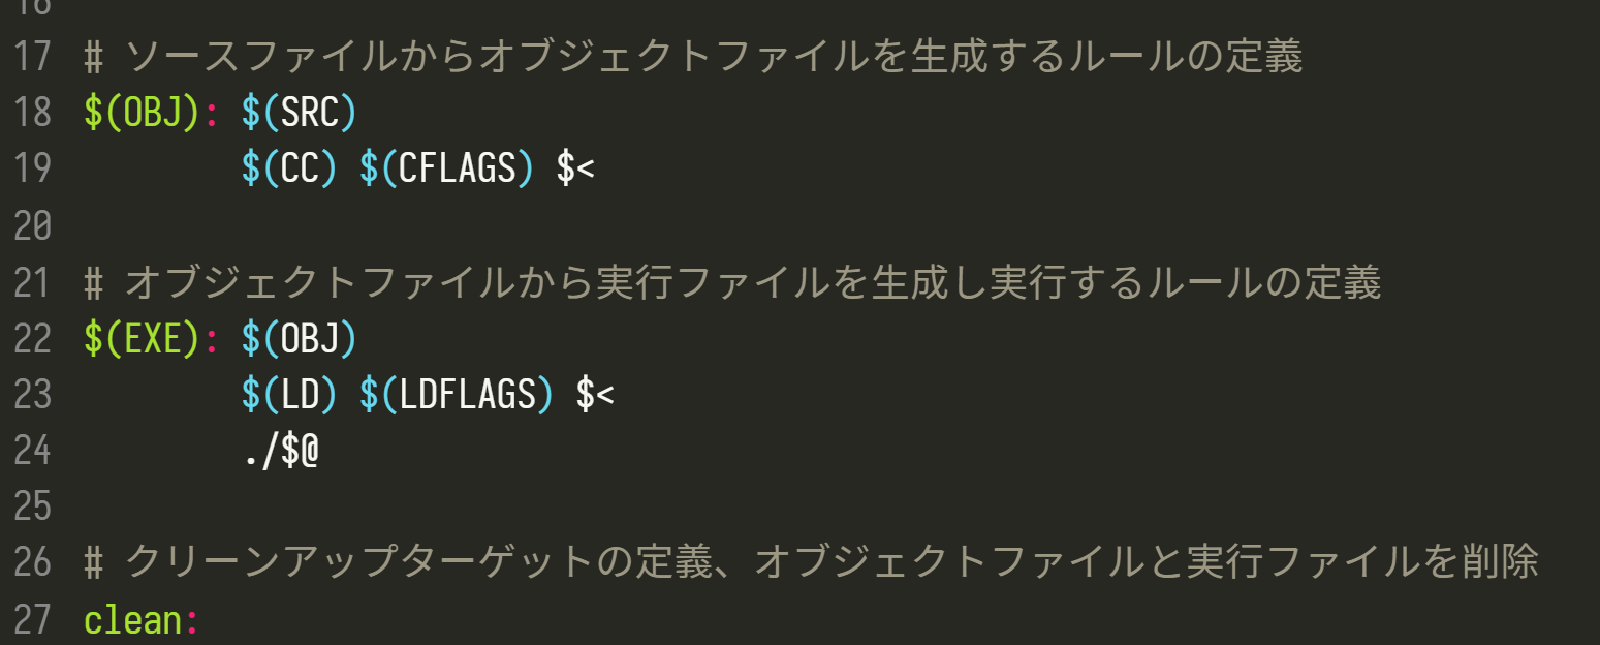 16
17 # ソースファイルからオブジェクトファイルを生成するルールの定義
18 $(OBJ): $(SRC)
19 $(CC) $(CFLAGS) $<
20
21 # オブジェクトファイルから実行ファイルを生成し実行するルールの定義
22 $(EXE): $(OBJ)
23 $(LD) $(LDFLAGS) $<
24 ./$@
25
26 # クリーンアップターゲットの定義、オブジェクトファイルと実行ファイルを削除
27 clean: